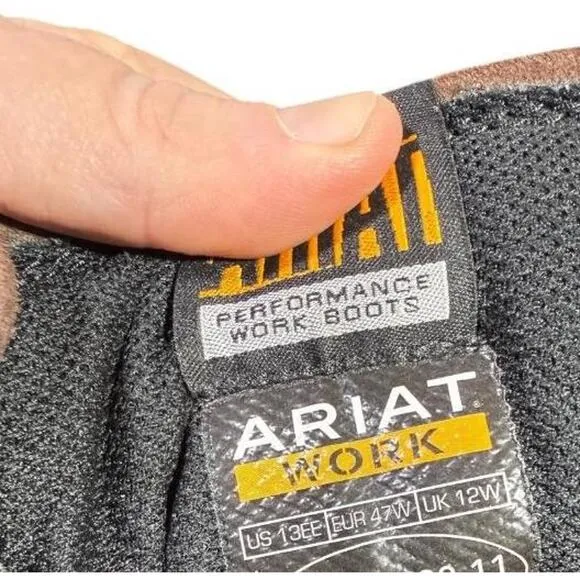 PERFORMANCE
WORK BOOTS
ARIAT
WORK
US 13EE EUR 47W UK 12W